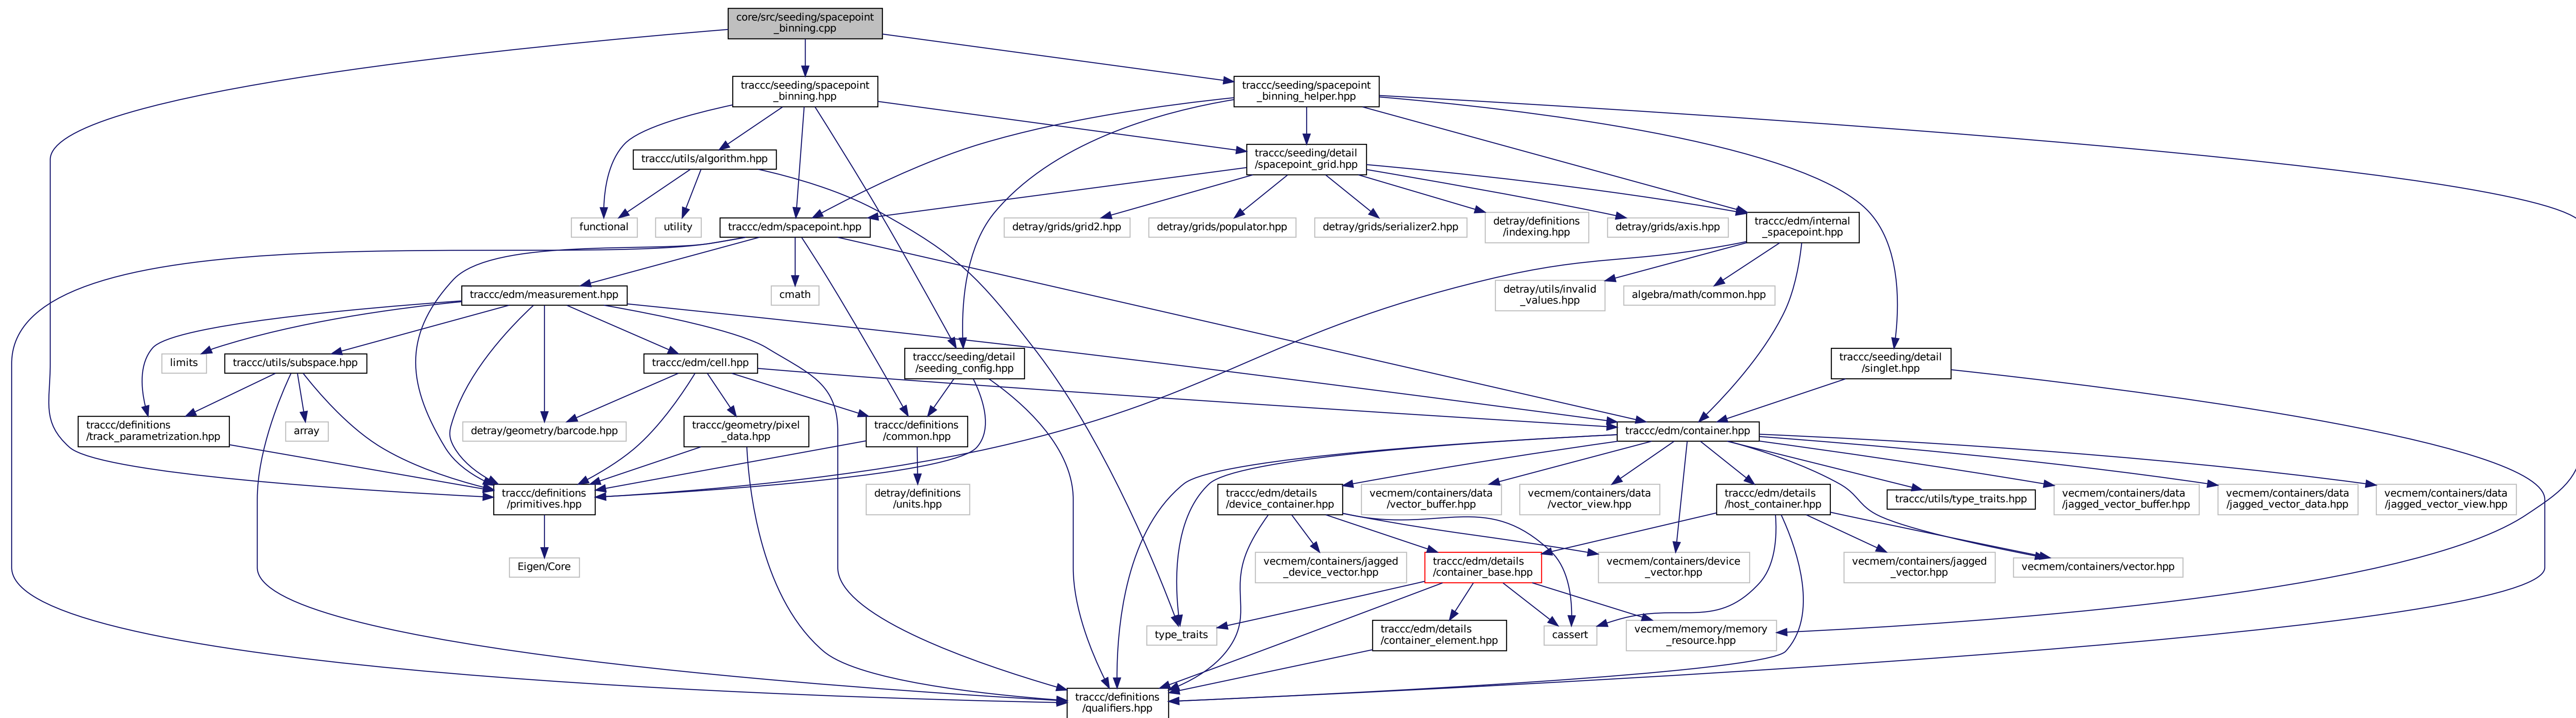 core/src/seeding/spacepoint
_binning.cpp
traccc/seeding/spacepoint
_binning.hpp
traccc/seeding/spacepoint
_binning_helper.hpp
traccc/utils/algorithm.hpp
traccc/seeding/detail
/spacepoint_grid.hpp
functional
utility
traccc/edm/spacepoint.hpp
detray/grids/grid2.hpp
detray/grids/populator.hpp
detray/grids/serializer2.hpp
detray/definitions
/indexing.hpp
detray/grids/axis.hpp
traccc/edm/internal
_spacepoint.hpp
traccc/edm/measurement.hpp
cmath
detray/utils/invalid
_values.hpp
algebra/math/common.hpp
limits
traccc/utils/subspace.hpp
traccc/edm/cell.hpp
traccc/seeding/detail
/seeding_config.hpp
traccc/seeding/detail
/singlet.hpp
traccc/definitions
/track_parametrization.hpp
array
detray/geometry/barcode.hpp
traccc/geometry/pixel
_data.hpp
traccc/definitions
/common.hpp
traccc/edm/container.hpp
traccc/definitions
/primitives.hpp
detray/definitions
/units.hpp
traccc/edm/details
/device_container.hpp
vecmem/containers/data
/vector_buffer.hpp
vecmem/containers/data
/vector_view.hpp
traccc/edm/details
/host_container.hpp
traccc/utils/type_traits.hpp
vecmem/containers/data
/jagged_vector_buffer.hpp
vecmem/containers/data
/jagged_vector_data.hpp
vecmem/containers/data
/jagged_vector_view.hpp
Eigen/Core
vecmem/containers/jagged
_device_vector.hpp
traccc/edm/details
/container_base.hpp
vecmem/containers/device
_vector.hpp
vecmem/containers/jagged
_vector.hpp
vecmem/containers/vector.hpp
type_traits
traccc/edm/details
/container_element.hpp
cassert
vecmem/memory/memory
_resource.hpp
traccc/definitions
/qualifiers.hpp